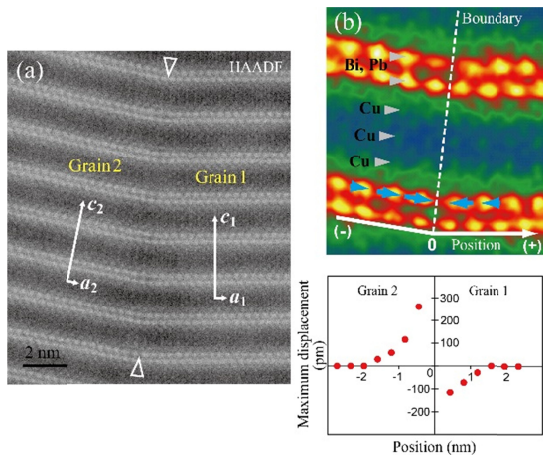 (a)
HAADF
Grain 2
Grain 1
c2
c1
a2
a1
2 nm
(b)
Boundary
Bi, Pb
Cu
Cu
Cu
(-)
0
Position
(+)
Grain 2
Grain 1
Maximum displacement
(pm)
300
200
100
-100
-200
-2
-1
0
1
2
Position (nm)